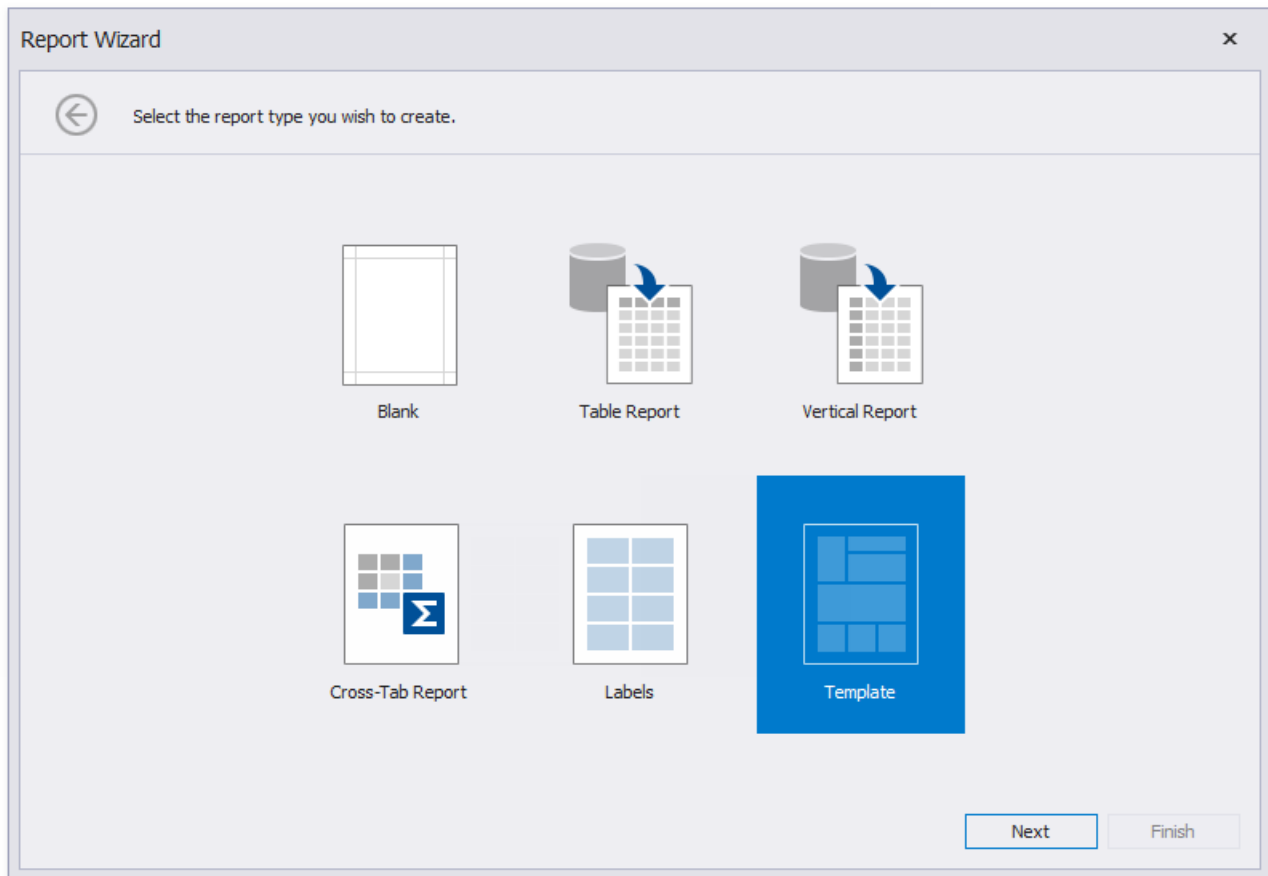 Report Wizard
Select the report type you wish to create.
Blank
Table Report
Vertical Report
Cross-Tab Report
Labels
Template
Next
Finish